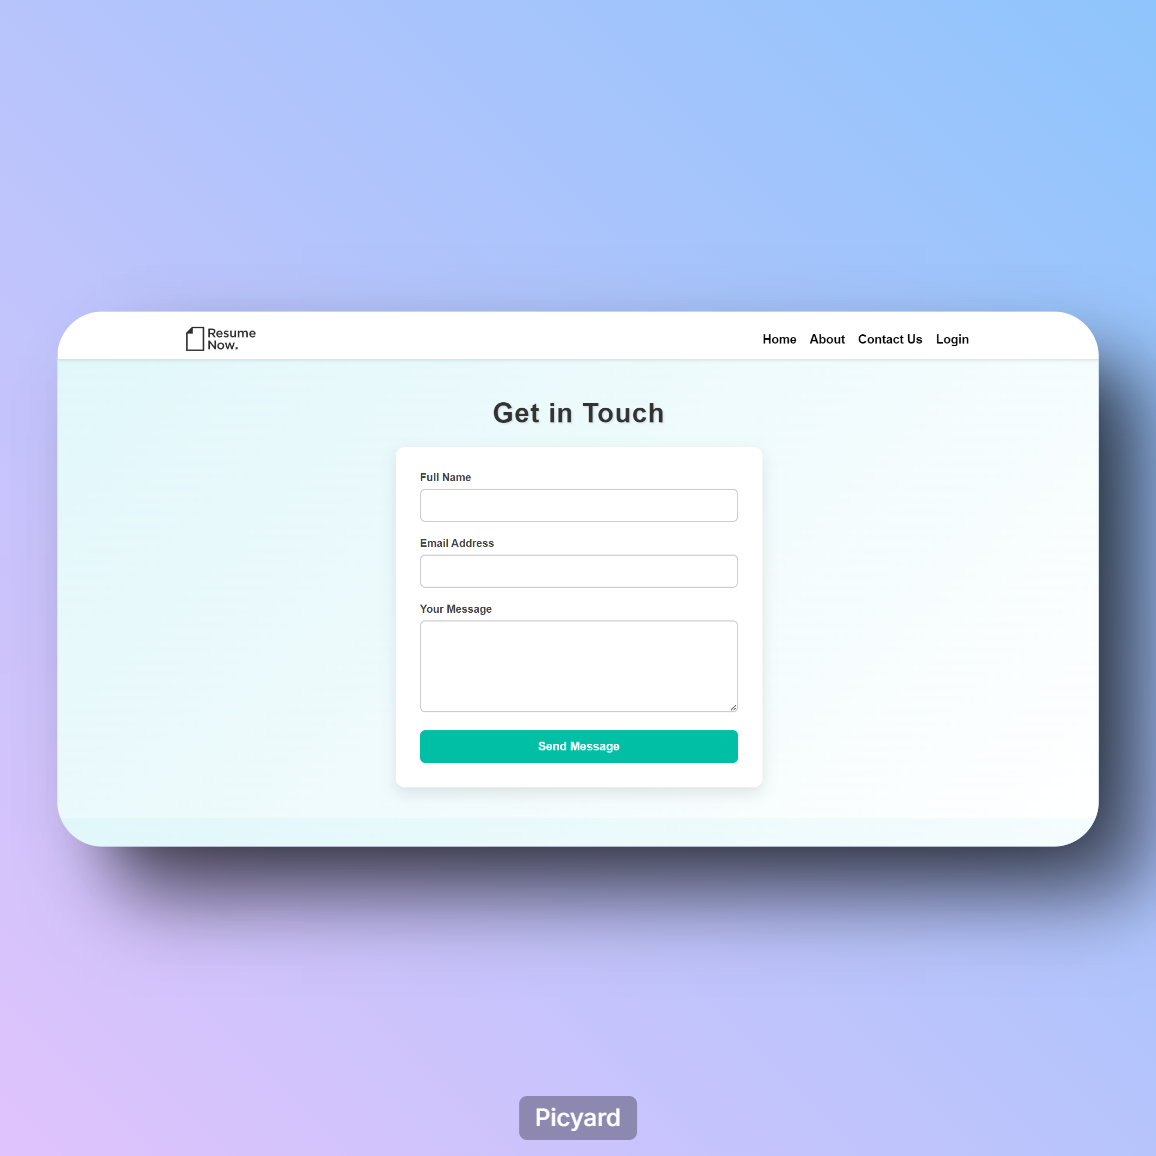 Resume
Now.
Home About Contact Us Login
Get in Touch
Full Name
Email Address
Your Message
Send Message
Picyard